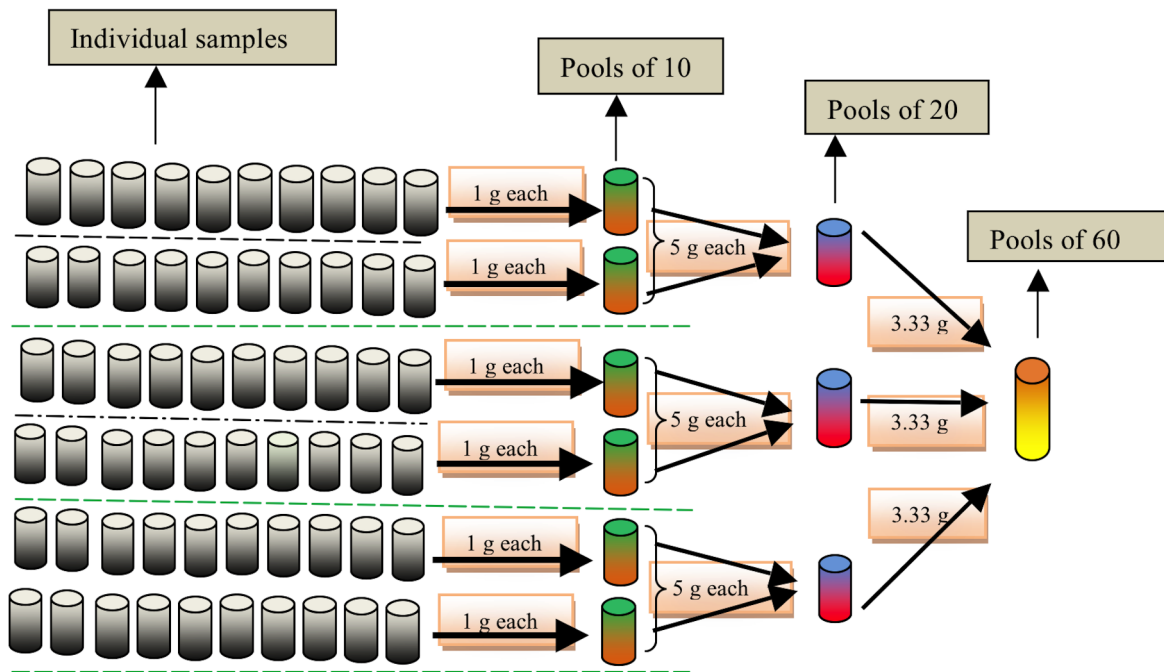 Individual samples
Pools of 10
Pools of 20
Pools of 60
1 g each
1 g each
5 g each
3.33 g
1 g each
1 g each
5 g each
3.33 g
1 g each
1 g each
5 g each
3.33 g